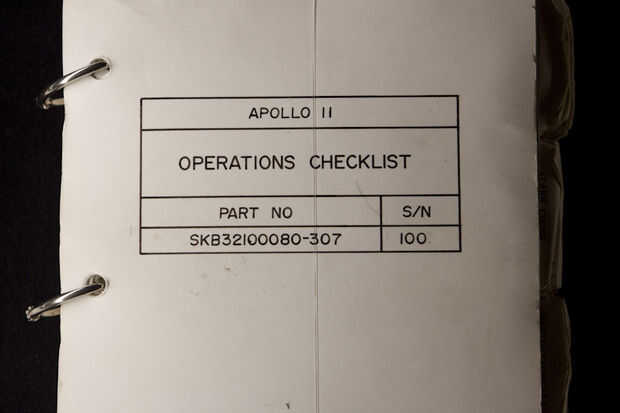 APOLLO 11
OPERATIONS CHECKLIST
PART NO S/N
SKB32100080-307 100